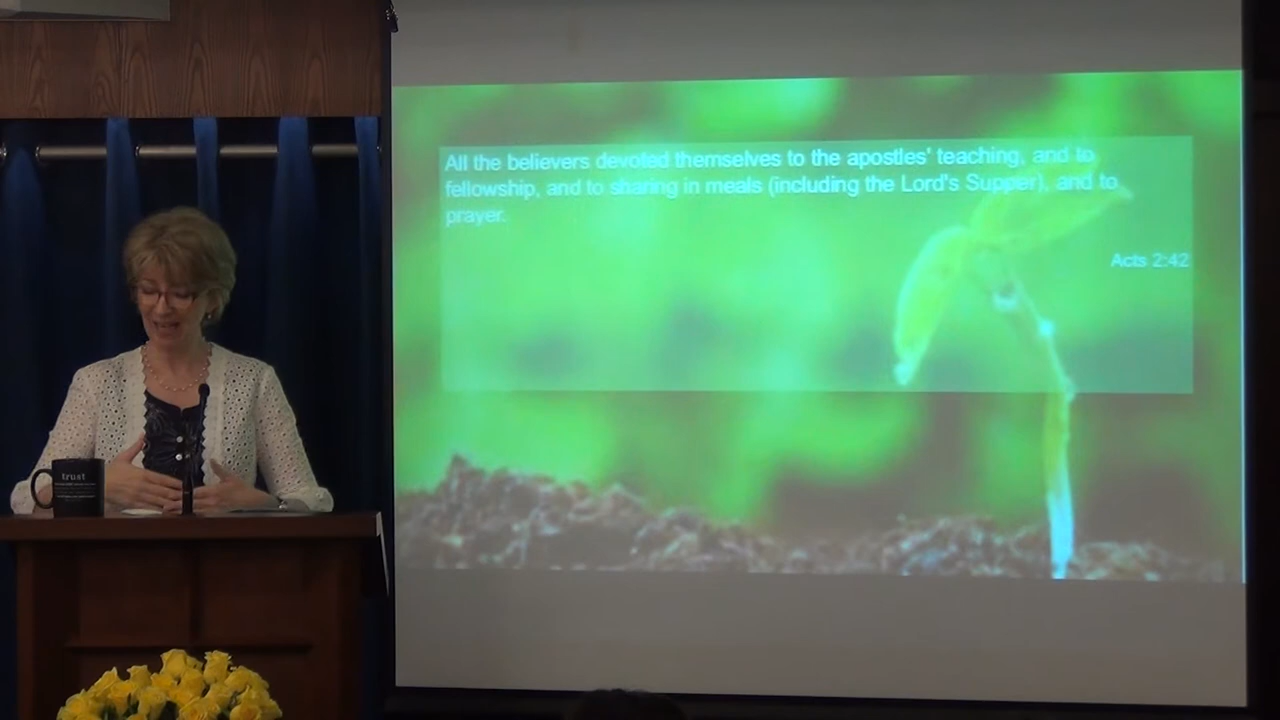 All the believers devoted themselves to the apostles' teaching, and to
fellowship, and to sharing in meals (including the Lord's Supper), and to
prayer.
Acts 2:42
trust